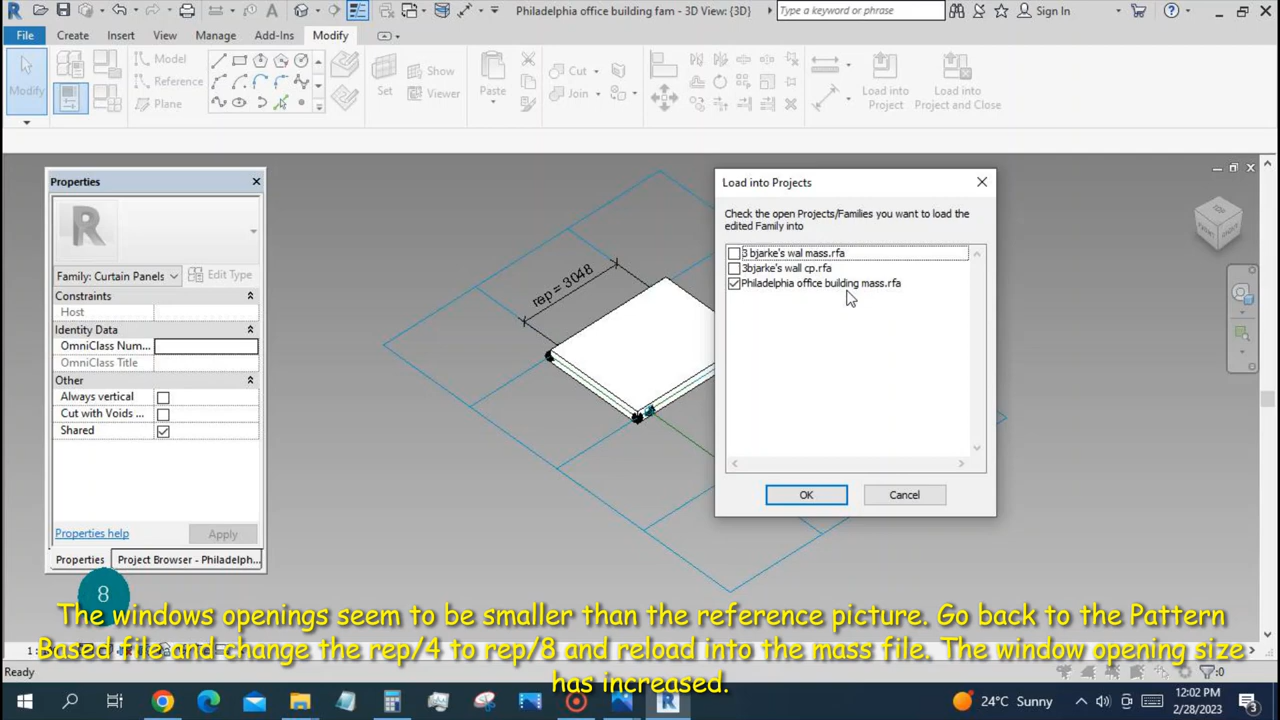 Philadelphia office building fam - 3D View: {3D}
Type a keyword or phrase
Sign In
File
Create
Insert
View
Manage
Add-Ins
Modify
Modify
Model
Reference
Plane
Set
Show
Viewer
Paste
Cut
Join
Load into
Project
Load into
Project and Close
Properties
R
Family: Curtain Panels
Edit Type
Constraints
Host
Identity Data
OmniClass Num...
OmniClass Title
Other
Always vertical
Cut with Voids ...
Shared
Properties help
Apply
Properties
Project Browser - Philadelph...
rep = 3048
Load into Projects
Check the open Projects/Families you want to load the
edited Family into
3 bjarke's wal mass.rfa
3bjarke's wall cp.rfa
Philadelphia office building mass.rfa
OK
Cancel
8
The windows openings seem to be smaller than the reference picture. Go back to the Pattern
Based file and change the rep/4 to rep/8 and reload into the mass file. The window opening size
has increased.
Ready
:0
24°C Sunny
12:02 PM
2/28/2023
3